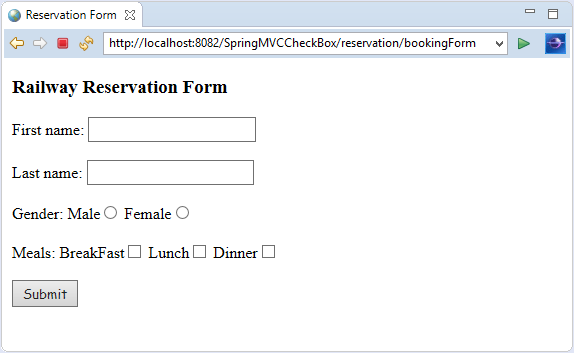 Reservation Form
http://localhost:8082/SpringMVCCheckBox/reservation/bookingForm
Railway Reservation Form
First name:
Last name:
Gender: Male Female
Meals: BreakFast Lunch Dinner
Submit